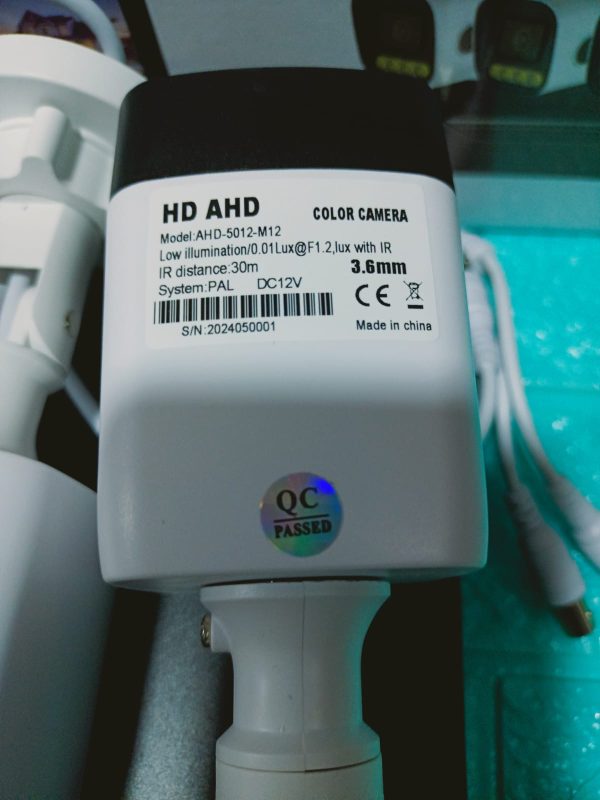 HD AHD COLOR CAMERA
Model:AHD-5012-M12
Low illumination/0.01Lux@F1.2,lux with IR
IR distance:30m 3.6mm
System:PAL DC12V
CE
S/N:2024050001
Made in china
QC
PASSED